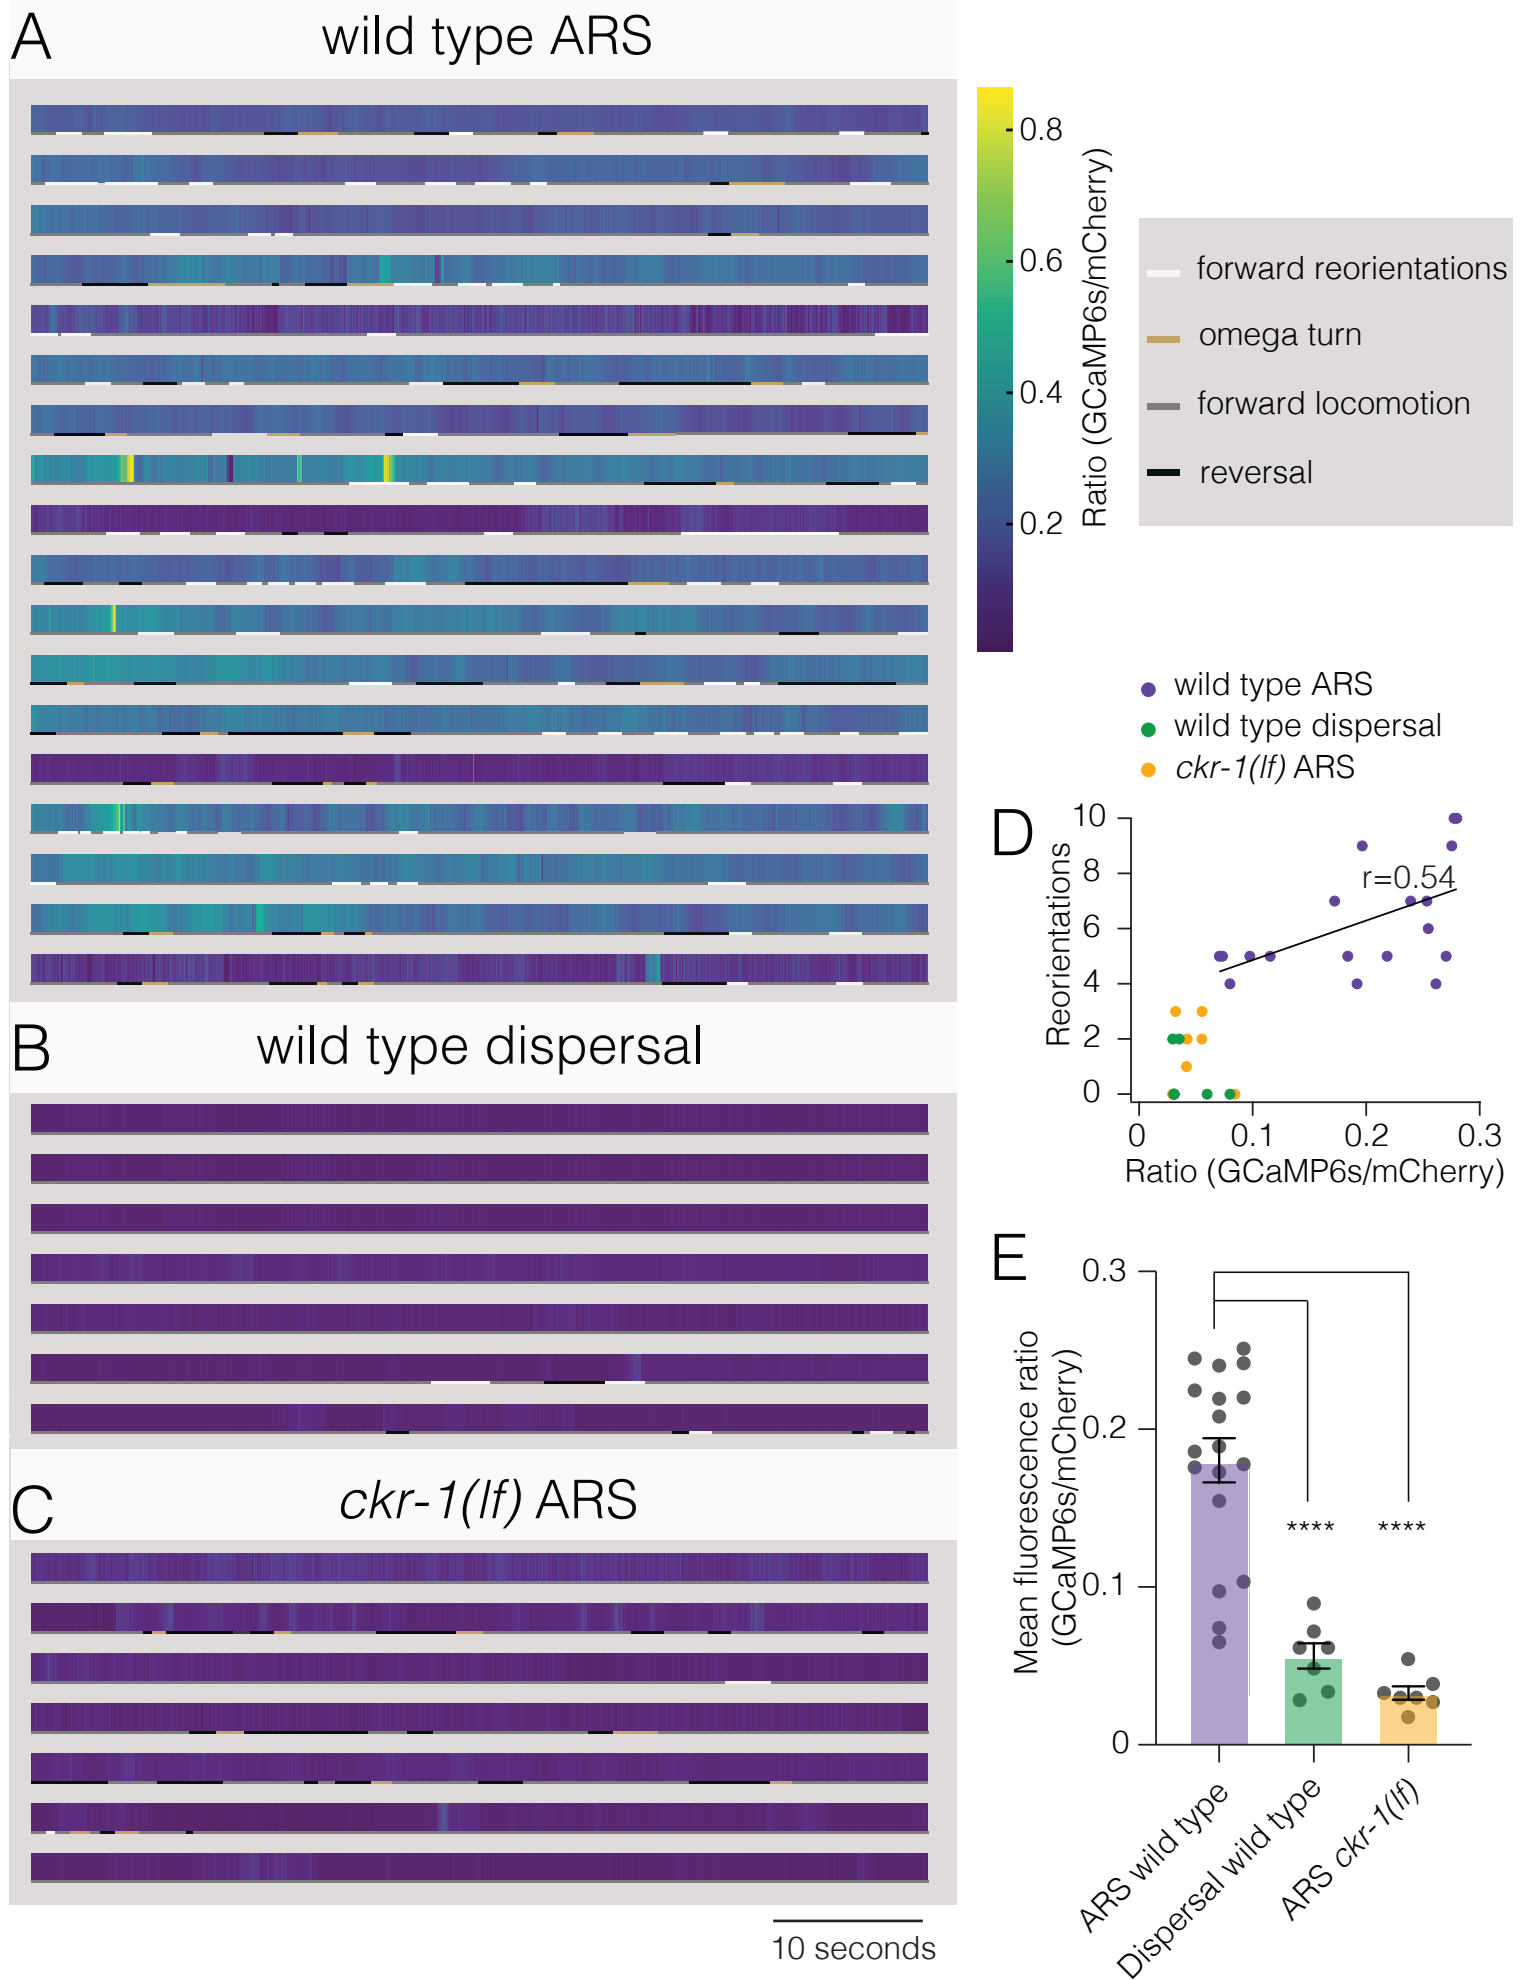 A
wild type ARS
0.8
0.6
0.4
0.2
Ratio (GCaMP6s/mCherry)
forward reorientations
omega turn
forward locomotion
reversal
wild type ARS
wild type dispersal
ckr-1(lf) ARS
B
wild type dispersal
C
ckr-1(lf) ARS
10 seconds
D
10
8
6
4
2
0
Reorientations
r=0.54
0
0.1
0.2
0.3
Ratio (GCaMP6s/mCherry)
E
0.3
0.2
0.1
0
Mean fluorescence ratio
(GCaMP6s/mCherry)
****
****
ARS wild type
Dispersal wild type
ARS ckr-1(lf)